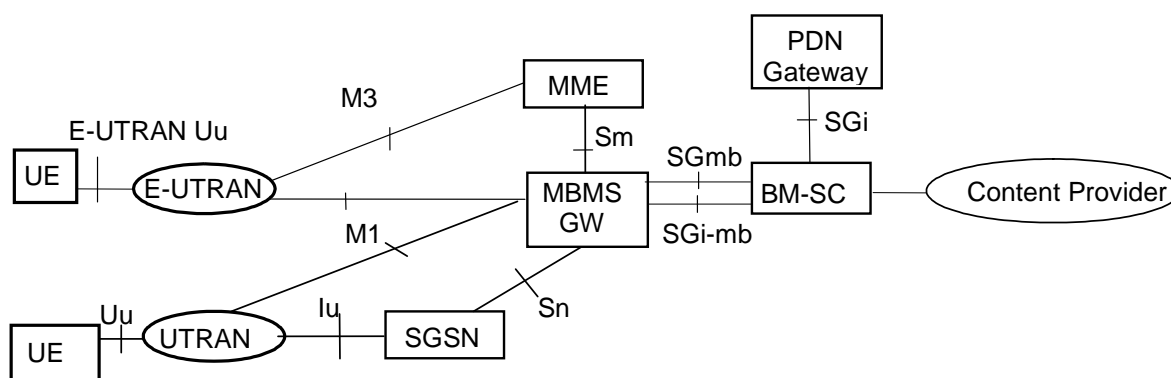 PDN
Gateway
MME
M3
SGi
E-UTRAN Uu
Sm
SGmb
UE
E-UTRAN
MBMS
GW
BM-SC
Content Provider
M1
SGi-mb
Uu
Iu
Sn
UTRAN
SGSN
UE